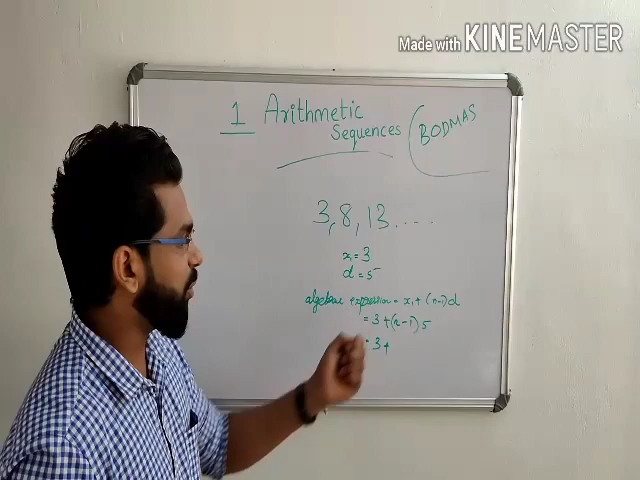 Made with KINEMASTER
1 Arithmetic
Sequences (BODMAS
3, 8, 13....
x₁ = 3
d = 5
algebraic expression = x₁ + (n-1)d
= 3 + (n-1)5
= 3 +